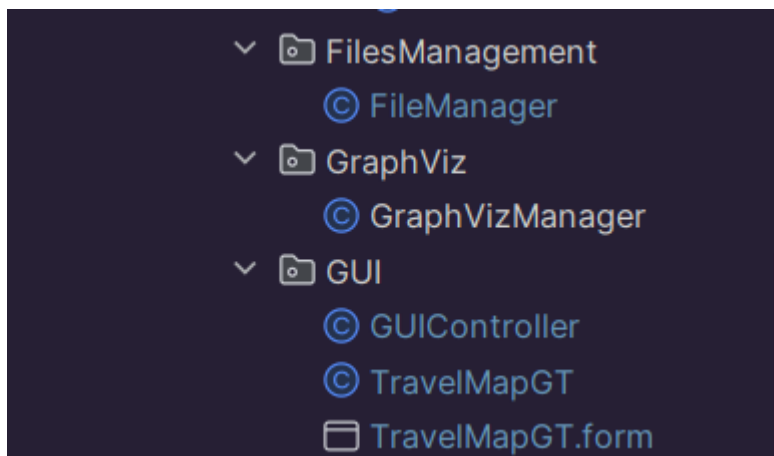 FilesManagement
FileManager
GraphViz
GraphVizManager
GUI
GUIController
TravelMapGT
TravelMapGT.form